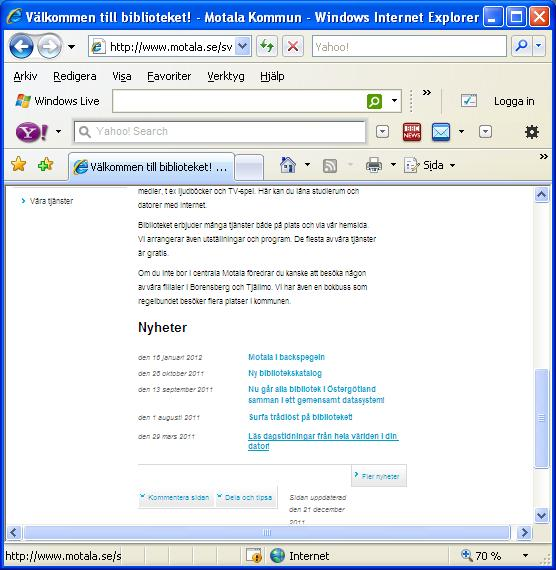 Välkommen till biblioteket! - Motala Kommun - Windows Internet Explorer
http://www.motala.se/sv
Yahoo!
Arkiv Redigera Visa Favoriter Verktyg Hjälp
Windows Live
»
Logga in
Y!
Yahoo! Search
BBC NEWS
Välkommen till biblioteket! ...
Sida
»
medier, t ex ljudböcker och TV-spel. Här kan du låna studierum och
Våra tjänster
datorer med Internet.
Biblioteket erbjuder många tjänster både på plats och via vår hemsida.
Vi arrangerar även utställningar och program. De flesta av våra tjänster
är gratis.
Om du inte bor i centrala Motala föredrar du kanske att besöka någon
av våra filialer i Borensberg och Tjällmo. Vi har även en bokbuss som
regelbundet besöker flera platser i kommunen.
Nyheter
den 16 januari 2012 Motala i backspegeln
den 25 oktober 2011 Ny bibliotekskatalog
den 13 september 2011 Nu går alla bibliotek i Östergötland
samman i ett gemensamt datasystem!
den 1 augusti 2011 Surfa trådlöst på biblioteket!
den 29 mars 2011 Läs dagstidningar från hela världen i din
dator!
Fler nyheter
Kommentera sidan Dela och tipsa Sidan uppdaterad
den 21 december
2011
http://www.motala.se/s
Internet
70 %